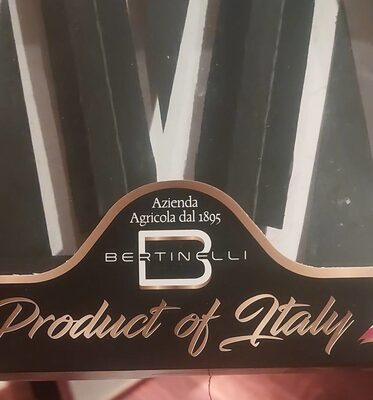 Azienda
Agricola dal 1895
B
BERTINELLI
Product of Italy